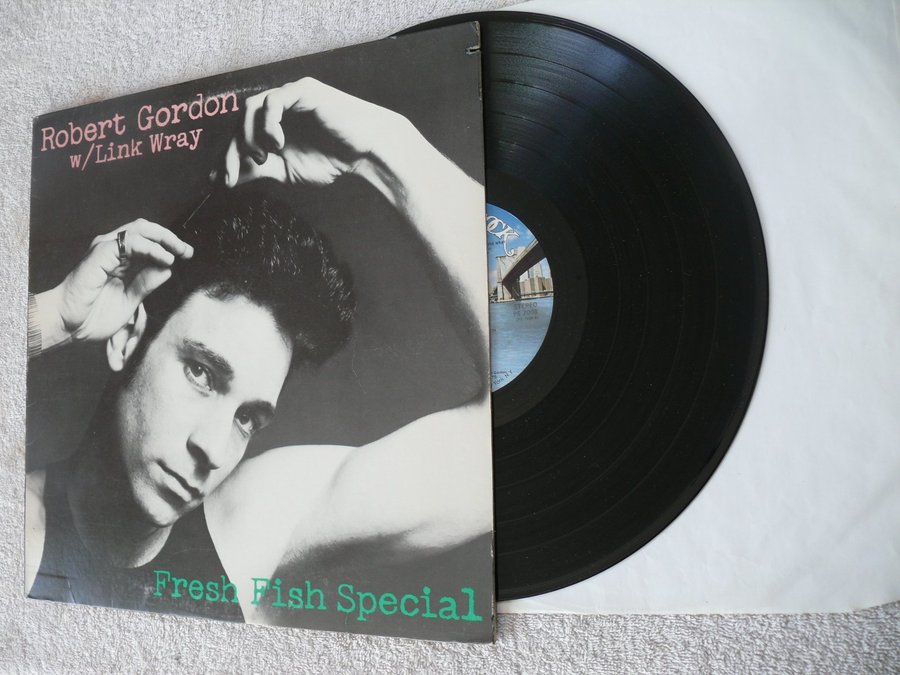 Robert Gordon
w/Link Wray
Fresh Fish Special
STEREO